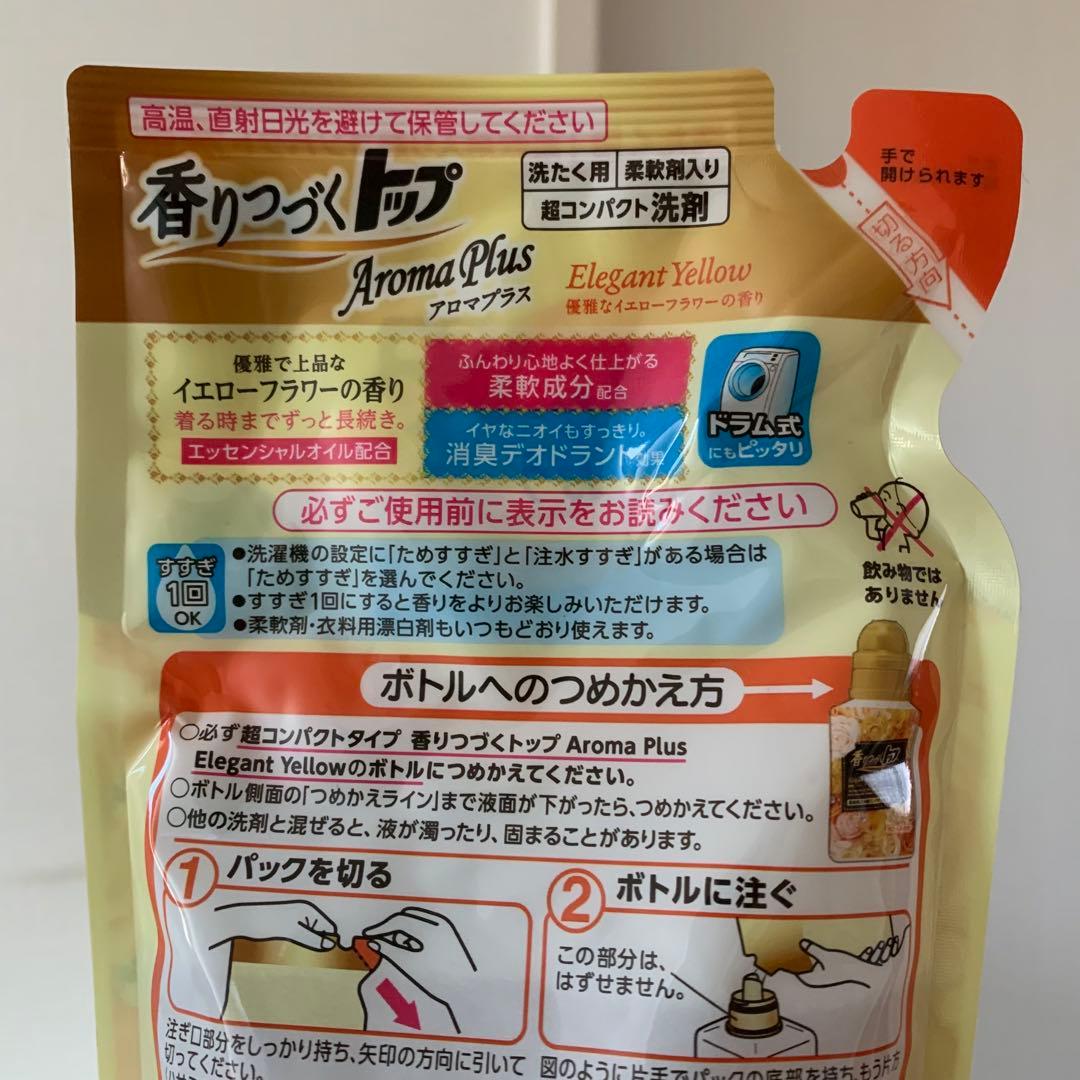 高温、直射日光を避けて保管してください
手で
開けられます
切る方向
香りつづくトップ
Aroma Plus
アロマプラス
洗たく用 柔軟剤入り
超コンパクト洗剤
Elegant Yellow
優雅なイエローフラワーの香り
優雅で上品な
イエローフラワーの香り
着る時までずっと長続き。
エッセンシャルオイル配合
ふんわり心地よく仕上がる
柔軟成分配合
イヤなニオイもすっきり。
消臭デオドラント効果
ドラム式
にもピッタリ
必ずご使用前に表示をお読みください
飲み物では
ありません
すすぎ
1回
OK
●洗濯機の設定に「ためすすぎ」と「注水すすぎ」がある場合は
「ためすすぎ」を選んでください。
●すすぎ1回にすると香りをよりお楽しみいただけます。
●柔軟剤・衣料用漂白剤もいつもどおり使えます。
ボトルへのつめかえ方
○必ず超コンパクトタイプ 香りつづくトップ Aroma Plus
Elegant Yellowのボトルにつめかえてください。
○ボトル側面の「つめかえライン」まで液面が下がったら、つめかえてください。
○他の洗剤と混ぜると、液が濁ったり、固まることがあります。
香りつづくトップ
1 パックを切る
2 ボトルに注ぐ
この部分は、
はずせません。
注ぎ口部分をしっかり持ち、矢印の方向に引いて
切ってください。
図のように片手でパックの底部を持ち、もう片方